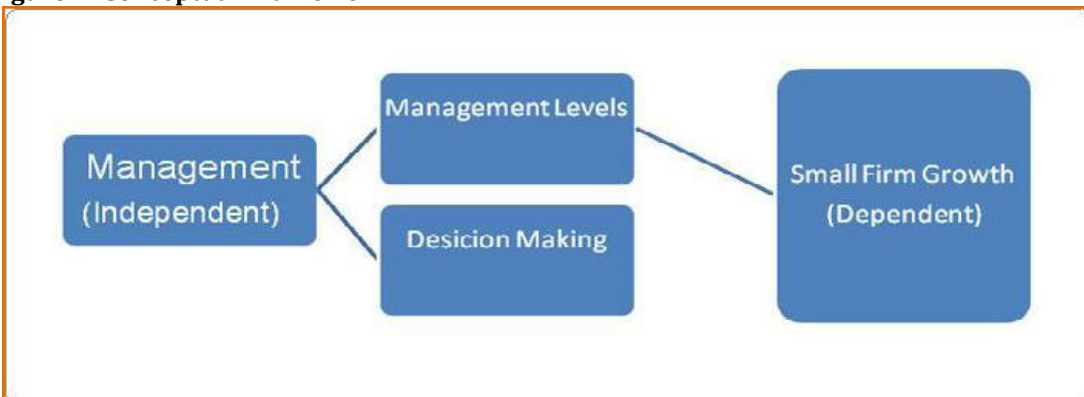 Management Levels
Management
(Independent)
Small Firm Growth
(Dependent)
Desicion Making